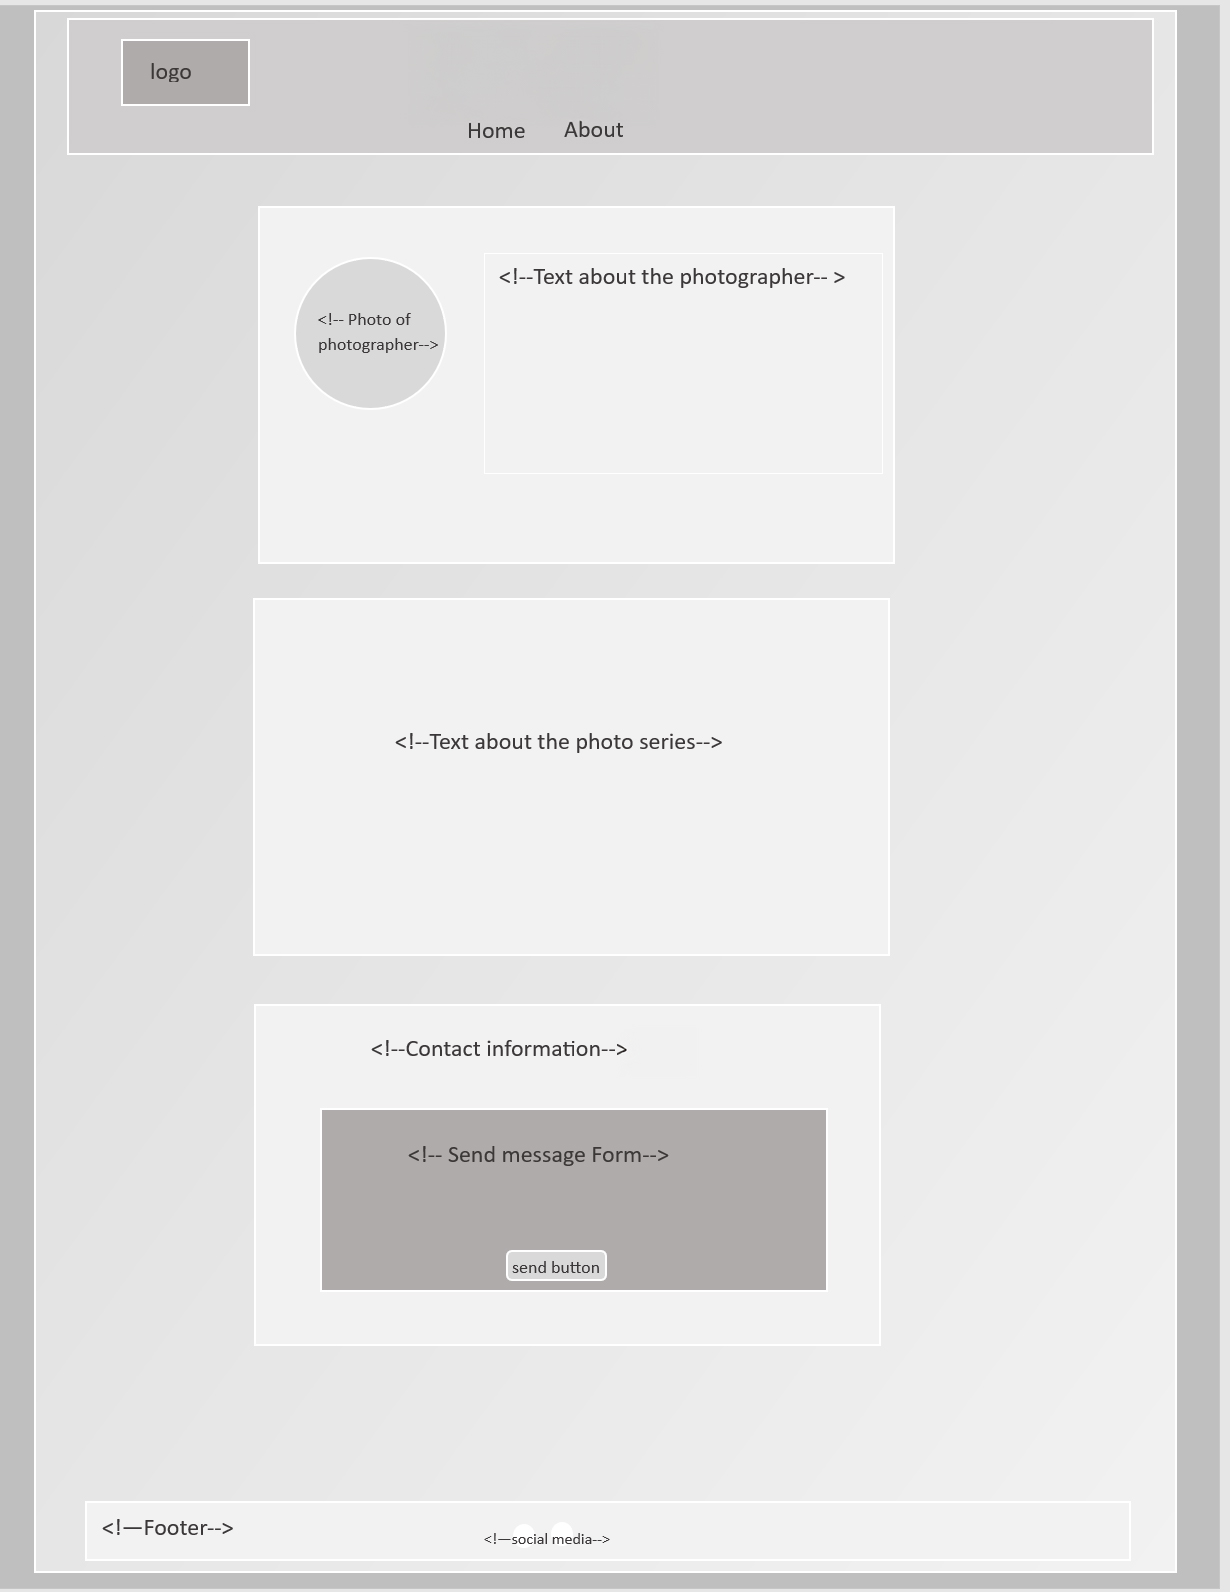 logo
Home About
<!--Text about the photographer-- >
<!-- Photo of
photographer-->
<!--Text about the photo series-->
<!--Contact information-->
<!-- Send message Form-->
send button
<!—Footer-->
<!—social media-->